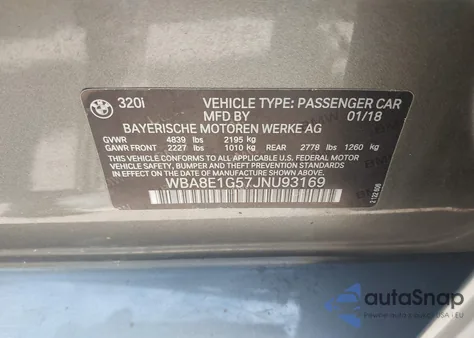 320i VEHICLE TYPE: PASSENGER CAR
MFD BY 01/18
BAYERISCHE MOTOREN WERKE AG
GVWR 4839 lbs 2195 kg
GAWR FRONT 2227 lbs 1010 kg REAR 2778 lbs 1260 kg
THIS VEHICLE CONFORMS TO ALL APPLICABLE U.S. FEDERAL MOTOR
VEHICLE SAFETY, BUMPER AND THEFT PREVENTION STANDARDS
IN EFFECT ON THE DATE OF MANUFACTURE SHOWN ABOVE.
WBA8E1G57JNU93169
autoSnap